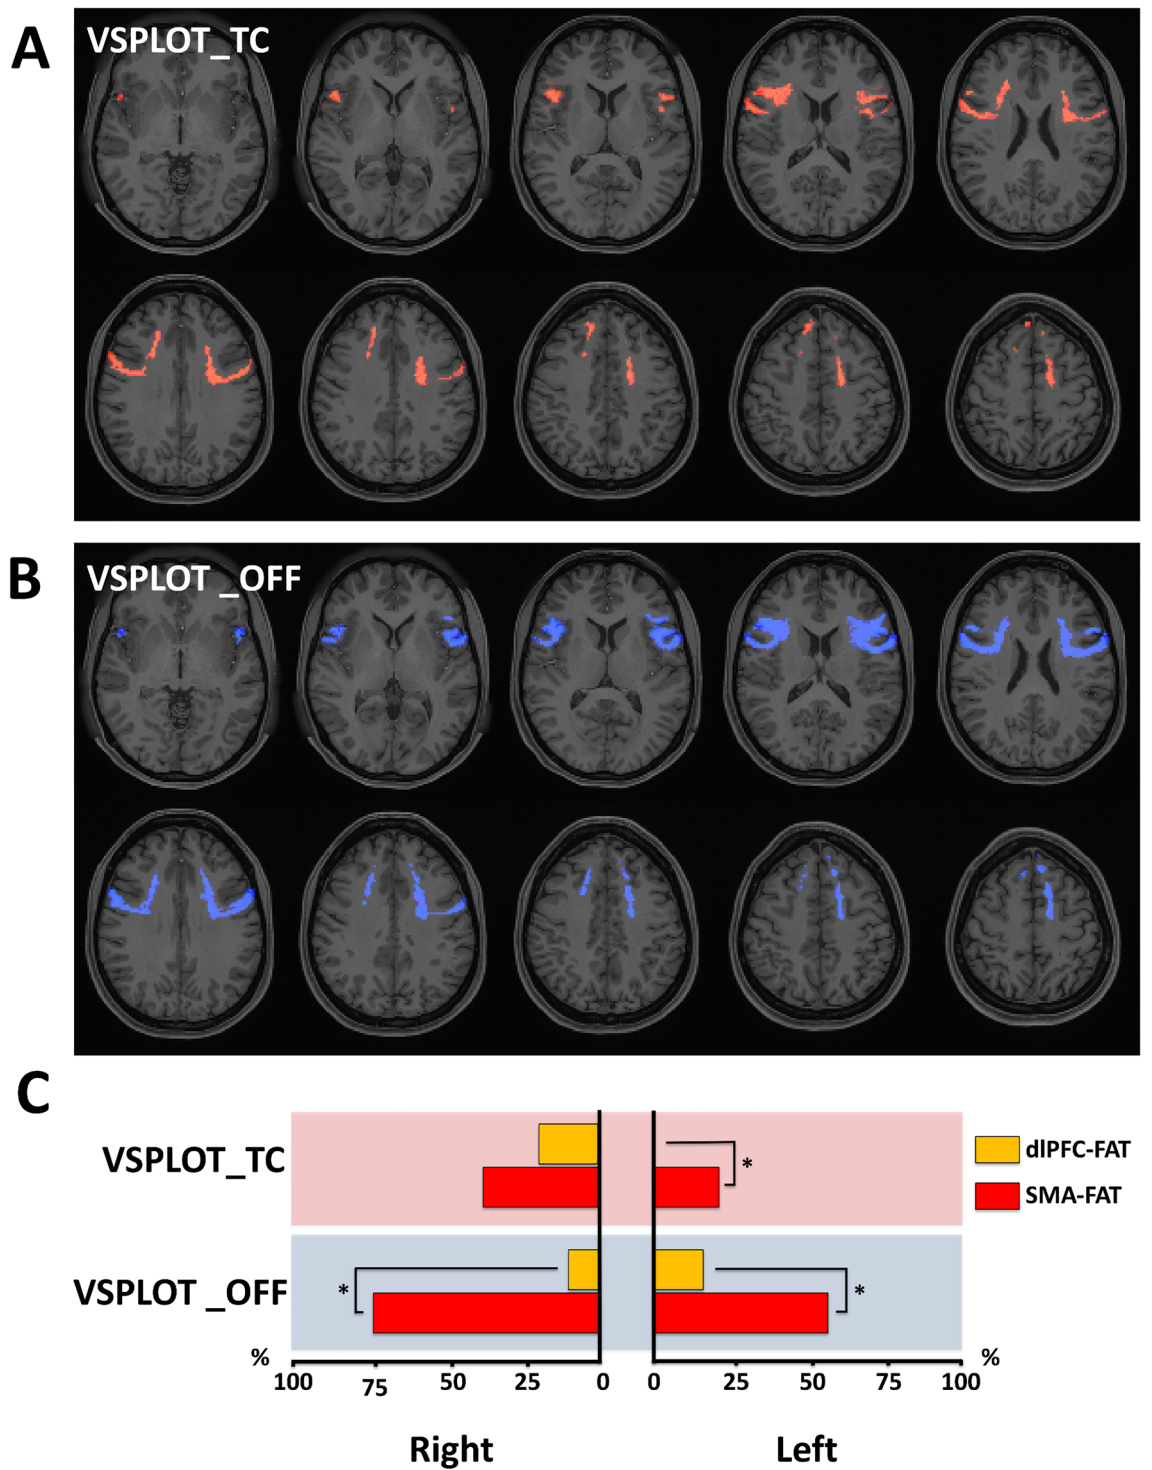 A
VSPLOT_TC
B
VSPLOT _OFF
C
VSPLOT_TC
*
dlPFC-FAT
SMA-FAT
VSPLOT _OFF
*
*
%
%
100
75
50
25
0
0
25
50
75
100
Right
Left